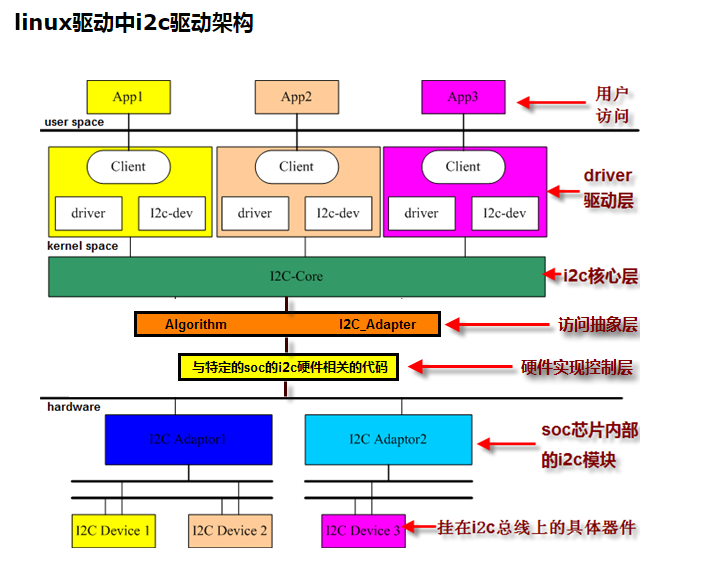 linux驱动中i2c驱动架构
App1
App2
App3
用户
访问
user space
Client
Client
Client
driver
驱动层
driver
I2c-dev
driver
I2c-dev
driver
I2c-dev
kernel space
I2C-Core
i2c核心层
Algorithm
I2C_Adapter
访问抽象层
与特定的soc的i2c硬件相关的代码
硬件实现控制层
hardware
I2C Adaptor1
I2C Adaptor2
soc芯片内部
的i2c模块
I2C Device 1
I2C Device 2
I2C Device 3
挂在i2c总线上的具体器件